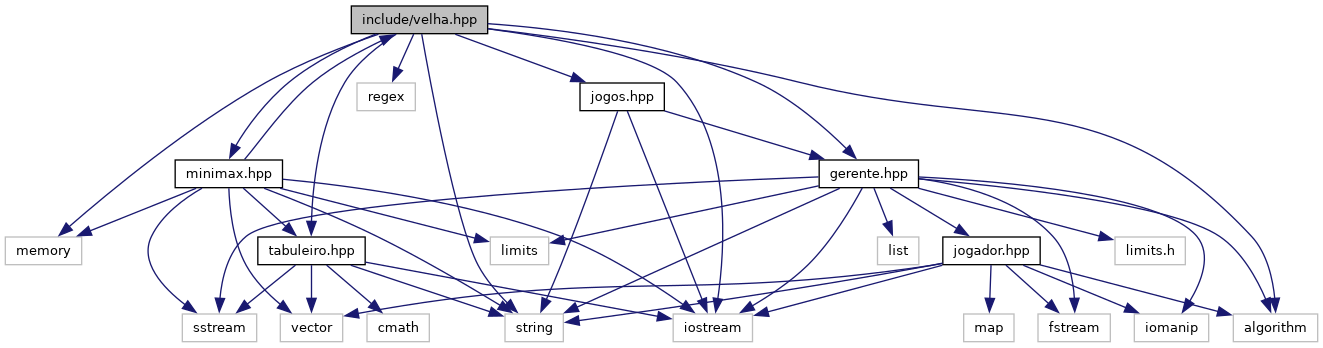 include/velha.hpp
regex
jogos.hpp
minimax.hpp
gerente.hpp
memory
tabuleiro.hpp
limits
list
jogador.hpp
limits.h
sstream
vector
cmath
string
iostream
map
fstream
iomanip
algorithm